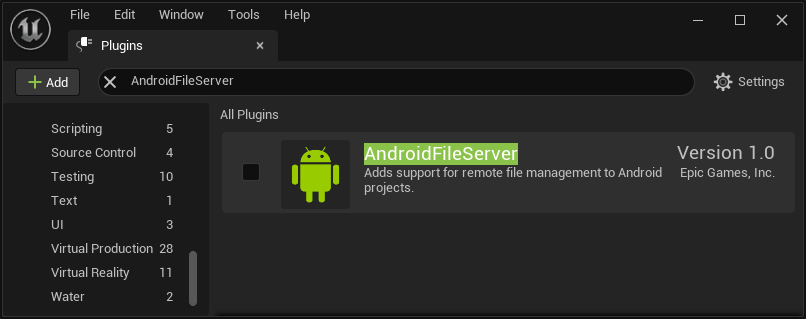 File Edit Window Tools Help
Plugins
Add
AndroidFileServer
Settings
All Plugins
Scripting 5
Source Control 4
Testing 10
Text 1
UI 3
Virtual Production 28
Virtual Reality 11
Water 2
AndroidFileServer
Version 1.0
Adds support for remote file management to Android
projects.
Epic Games, Inc.